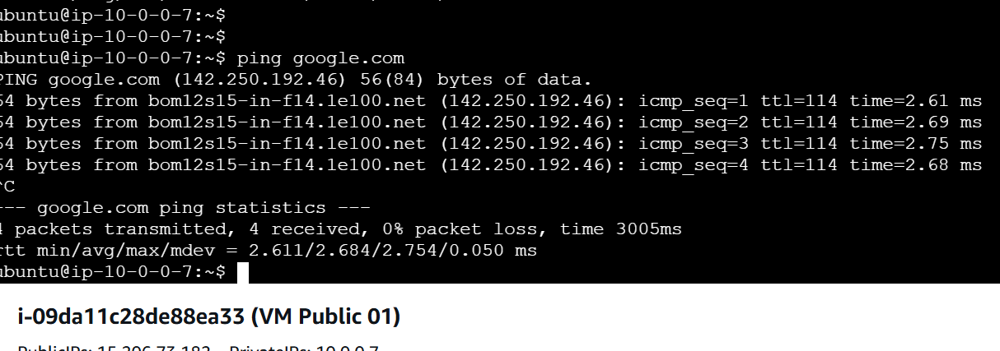 ubuntu@ip-10-0-0-7:~$
ubuntu@ip-10-0-0-7:~$
ubuntu@ip-10-0-0-7:~$ ping google.com
PING google.com (142.250.192.46) 56(84) bytes of data.
64 bytes from bom12s15-in-f14.1e100.net (142.250.192.46): icmp_seq=1 ttl=114 time=2.61 ms
64 bytes from bom12s15-in-f14.1e100.net (142.250.192.46): icmp_seq=2 ttl=114 time=2.69 ms
64 bytes from bom12s15-in-f14.1e100.net (142.250.192.46): icmp_seq=3 ttl=114 time=2.75 ms
64 bytes from bom12s15-in-f14.1e100.net (142.250.192.46): icmp_seq=4 ttl=114 time=2.68 ms
^C
--- google.com ping statistics ---
4 packets transmitted, 4 received, 0% packet loss, time 3005ms
rtt min/avg/max/mdev = 2.611/2.684/2.754/0.050 ms
ubuntu@ip-10-0-0-7:~$
i-09da11c28de88ea33 (VM Public 01)
PublicIPs: 15.206.73.182 PrivateIPs: 10.0.0.7